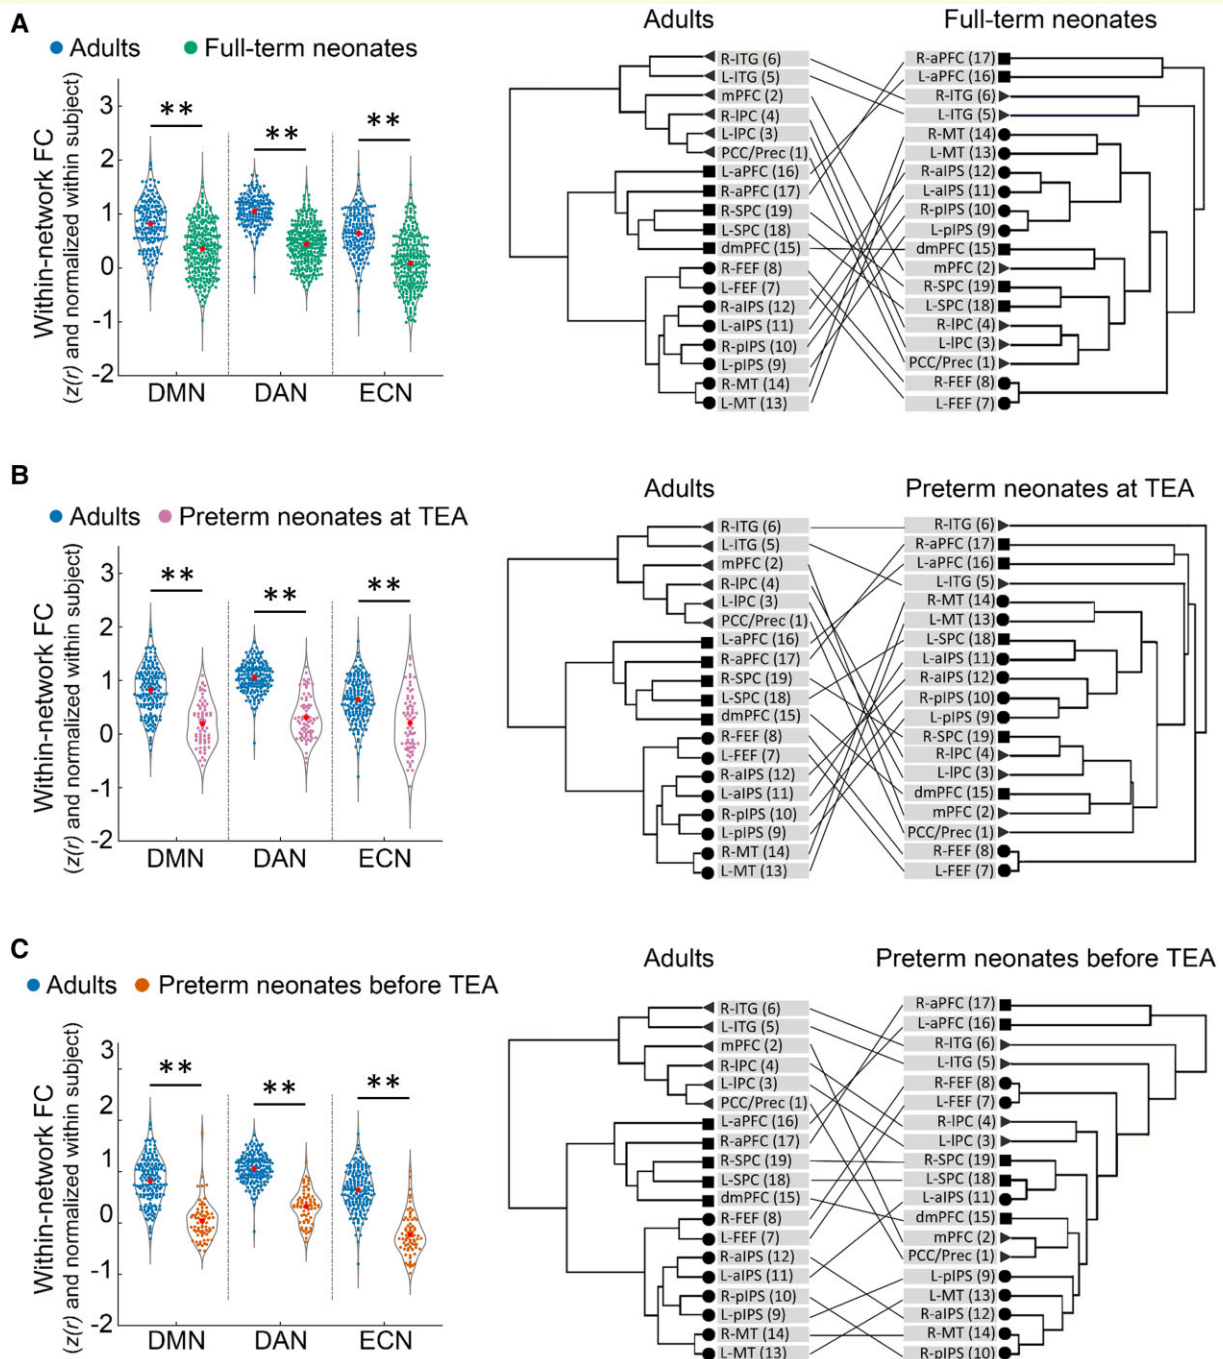 A
Adults Full-term neonates
Adults Full-term neonates
Within-network FC
(z(r) and normalized within subject)
3
2
1
0
-1
-2
** ** **
DMN DAN ECN
R-ITG (6)
L-ITG (5)
mPFC (2)
R-lPC (4)
L-lPC (3)
PCC/Prec (1)
L-aPFC (16)
R-aPFC (17)
R-SPC (19)
L-SPC (18)
dmPFC (15)
R-FEF (8)
L-FEF (7)
R-aIPS (12)
L-aIPS (11)
R-pIPS (10)
L-pIPS (9)
R-MT (14)
L-MT (13)
R-aPFC (17)
L-aPFC (16)
R-ITG (6)
L-ITG (5)
R-MT (14)
L-MT (13)
R-aIPS (12)
L-aIPS (11)
R-pIPS (10)
L-pIPS (9)
dmPFC (15)
mPFC (2)
R-SPC (19)
L-SPC (18)
R-lPC (4)
L-lPC (3)
PCC/Prec (1)
R-FEF (8)
L-FEF (7)
B
Adults Preterm neonates at TEA
Adults Preterm neonates at TEA
Within-network FC
(z(r) and normalized within subject)
3
2
1
0
-1
-2
** ** **
DMN DAN ECN
R-ITG (6)
L-ITG (5)
mPFC (2)
R-lPC (4)
L-lPC (3)
PCC/Prec (1)
L-aPFC (16)
R-aPFC (17)
R-SPC (19)
L-SPC (18)
dmPFC (15)
R-FEF (8)
L-FEF (7)
R-aIPS (12)
L-aIPS (11)
R-pIPS (10)
L-pIPS (9)
R-MT (14)
L-MT (13)
R-ITG (6)
R-aPFC (17)
L-aPFC (16)
L-ITG (5)
R-MT (14)
L-MT (13)
L-SPC (18)
L-aIPS (11)
R-aIPS (12)
R-pIPS (10)
L-pIPS (9)
R-SPC (19)
R-lPC (4)
L-lPC (3)
dmPFC (15)
mPFC (2)
PCC/Prec (1)
R-FEF (8)
L-FEF (7)
C
Adults Preterm neonates before TEA
Adults Preterm neonates before TEA
Within-network FC
(z(r) and normalized within subject)
3
2
1
0
-1
-2
** ** **
DMN DAN ECN
R-ITG (6)
L-ITG (5)
mPFC (2)
R-lPC (4)
L-lPC (3)
PCC/Prec (1)
L-aPFC (16)
R-aPFC (17)
R-SPC (19)
L-SPC (18)
dmPFC (15)
R-FEF (8)
L-FEF (7)
R-aIPS (12)
L-aIPS (11)
R-pIPS (10)
L-pIPS (9)
R-MT (14)
L-MT (13)
R-aPFC (17)
L-aPFC (16)
R-ITG (6)
L-ITG (5)
R-FEF (8)
L-FEF (7)
R-lPC (4)
L-lPC (3)
R-SPC (19)
L-SPC (18)
L-aIPS (11)
dmPFC (15)
mPFC (2)
PCC/Prec (1)
L-pIPS (9)
L-MT (13)
R-aIPS (12)
R-MT (14)
R-pIPS (10)